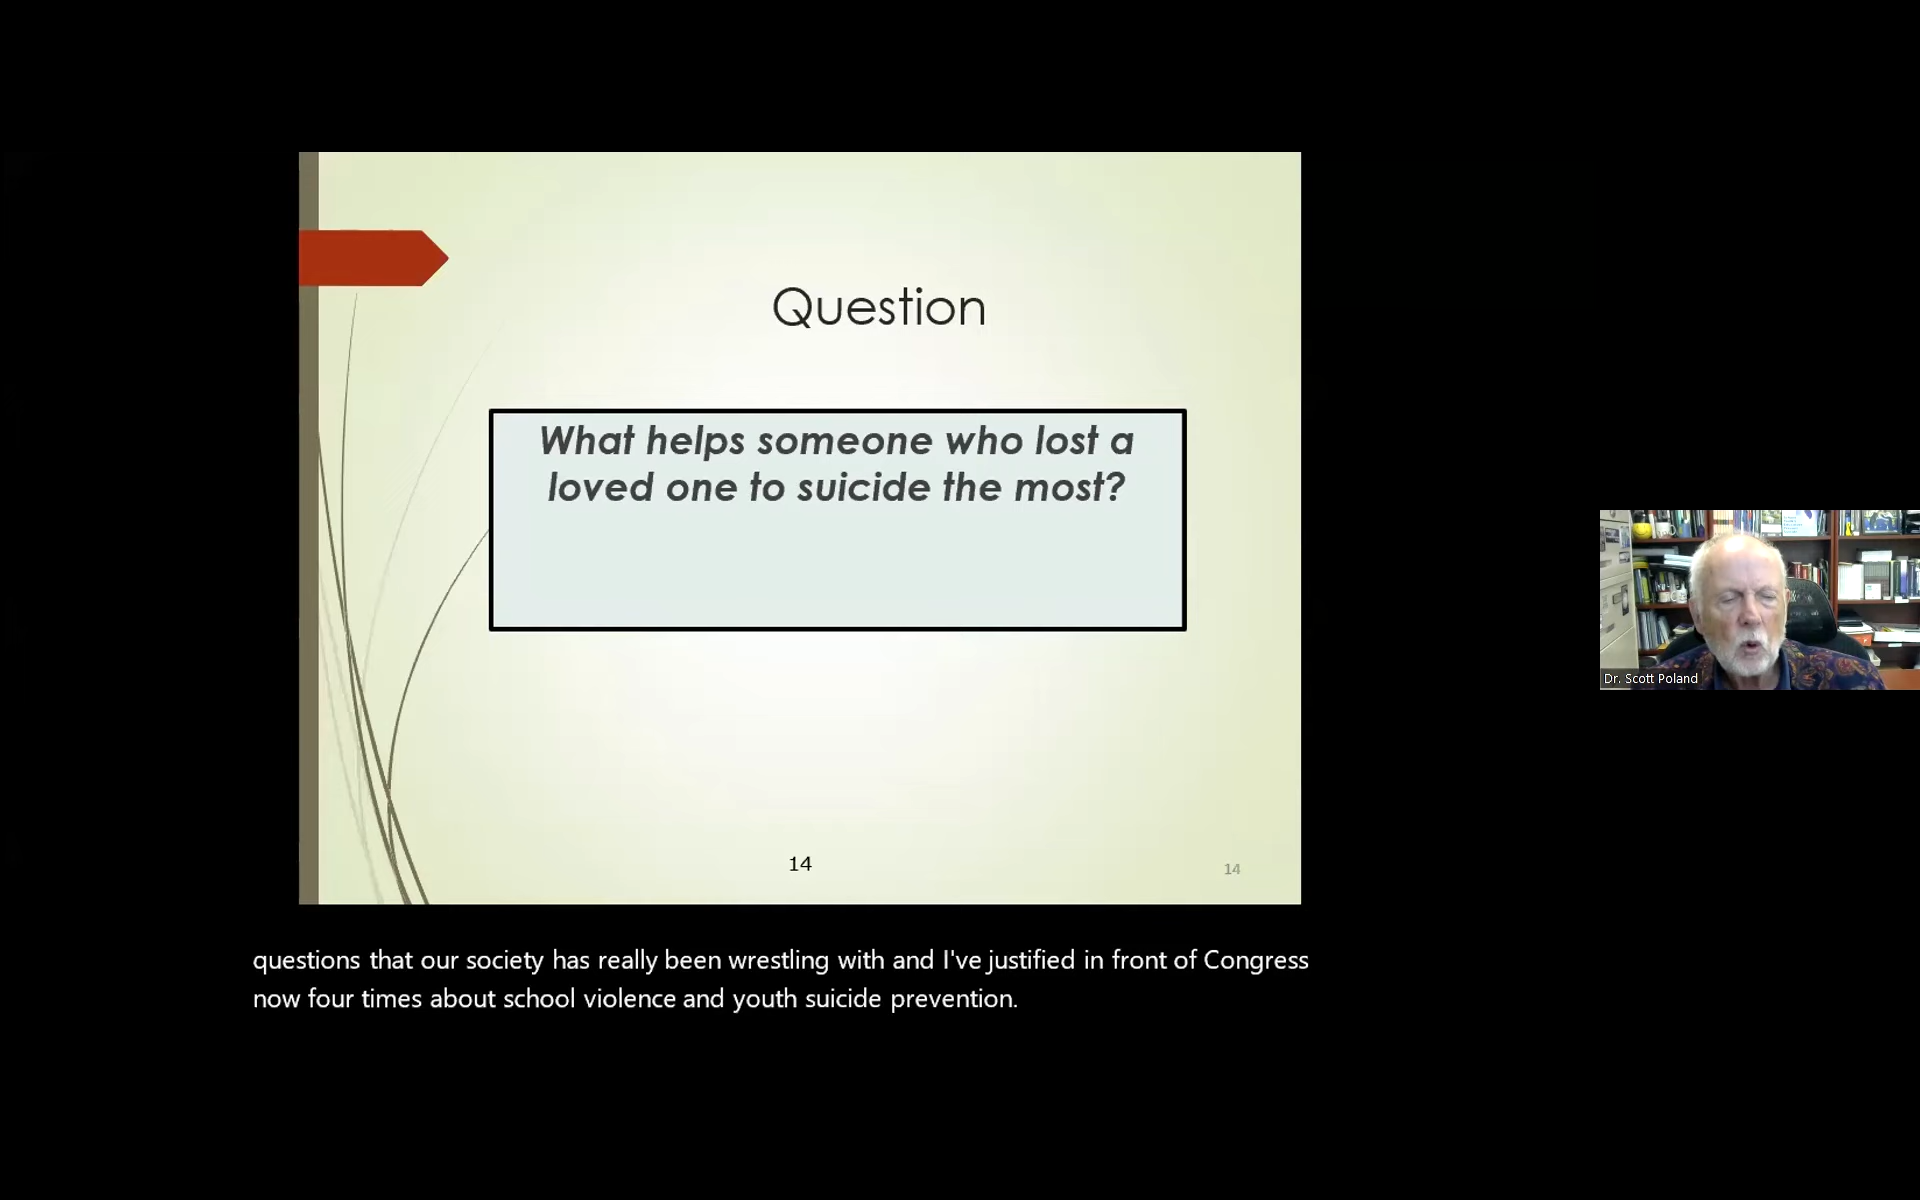 Question
What helps someone who lost a
loved one to suicide the most?
14
14
Dr. Scott Poland
questions that our society has really been wrestling with and I've justified in front of Congress
now four times about school violence and youth suicide prevention.